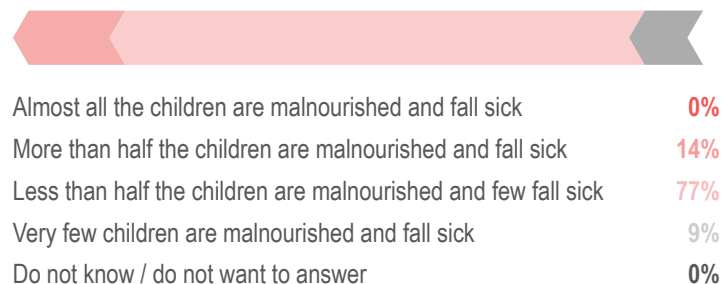 Almost all the children are malnourished and fall sick 0%
More than half the children are malnourished and fall sick 14%
Less than half the children are malnourished and few fall sick 77%
Very few children are malnourished and fall sick 9%
Do not know / do not want to answer 0%